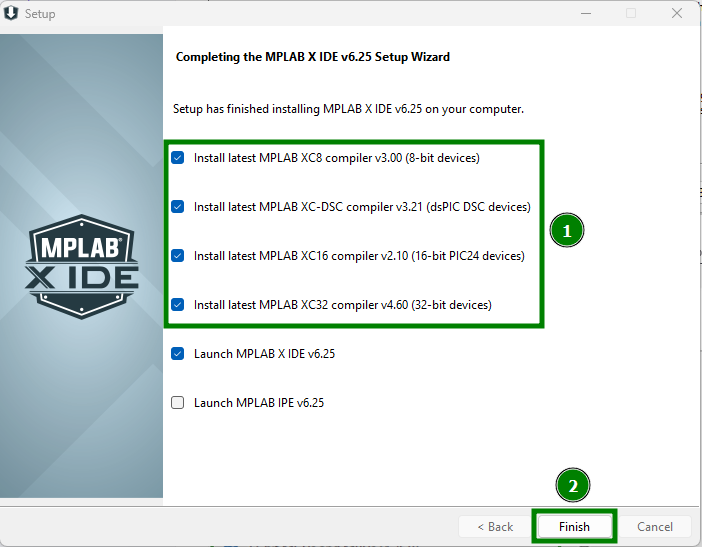 Setup
Completing the MPLAB X IDE v6.25 Setup Wizard
Setup has finished installing MPLAB X IDE v6.25 on your computer.
Install latest MPLAB XC8 compiler v3.00 (8-bit devices)
Install latest MPLAB XC-DSC compiler v3.21 (dsPIC DSC devices)
1
Install latest MPLAB XC16 compiler v2.10 (16-bit PIC24 devices)
MPLAB®
X IDE
Install latest MPLAB XC32 compiler v4.60 (32-bit devices)
Launch MPLAB X IDE v6.25
Launch MPLAB IPE v6.25
2
< Back
Finish
Cancel